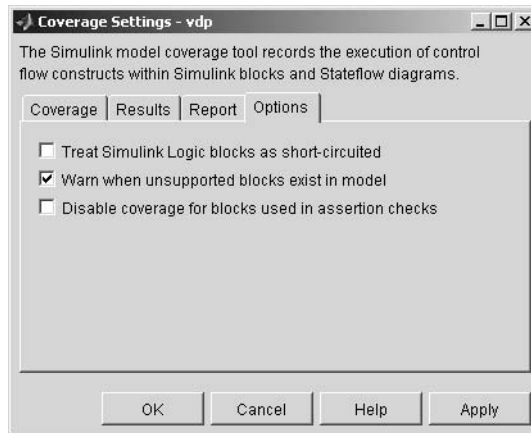 Coverage Settings - vdp
The Simulink model coverage tool records the execution of control
flow constructs within Simulink blocks and Stateflow diagrams.
Coverage Results Report Options
Treat Simulink Logic blocks as short-circuited
Warn when unsupported blocks exist in model
Disable coverage for blocks used in assertion checks
OK Cancel Help Apply